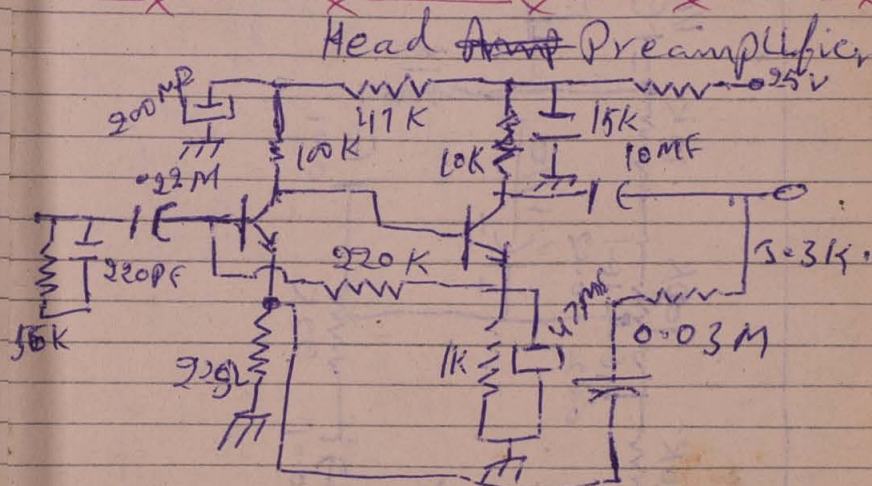 Head Amp Preamplifier
25V
200MF
47K
15K
100K
10K
10MF
.22M
220K
3.3K.
220PF
47MF
0.03M
56K
1K